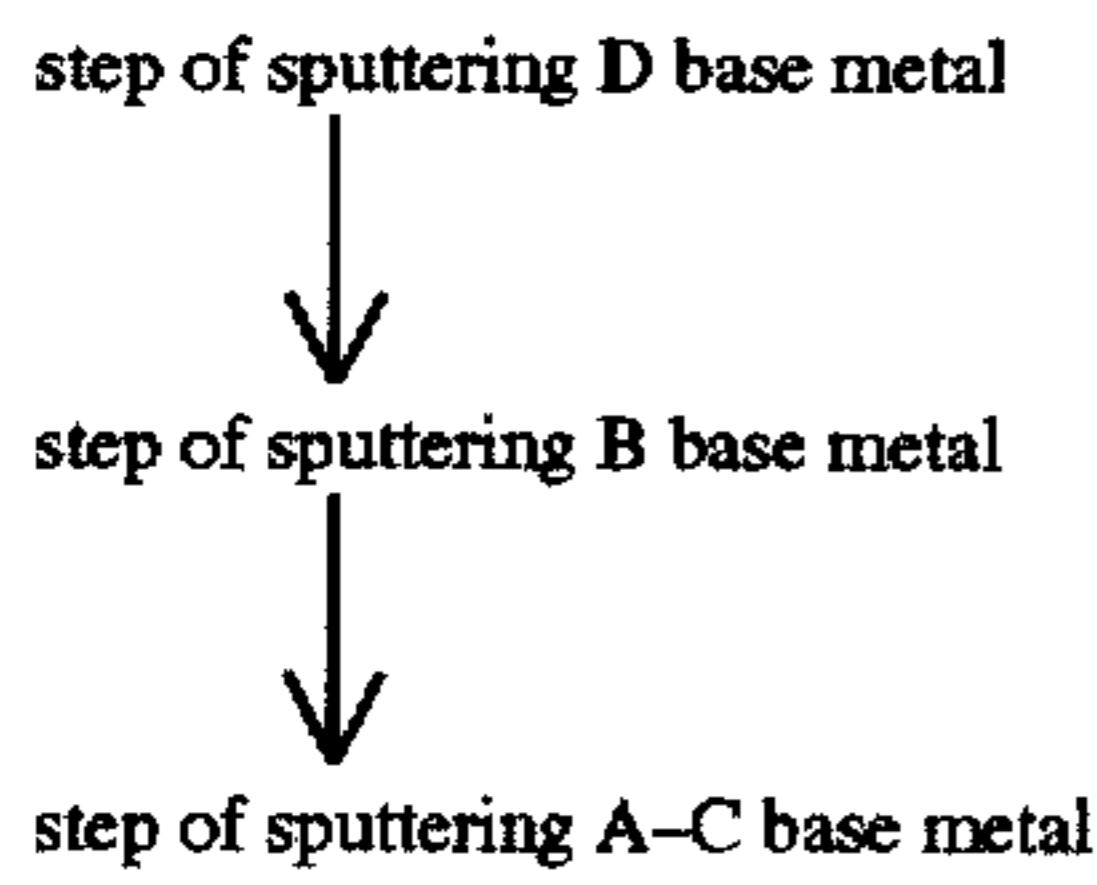 step of sputtering D base metal
step of sputtering B base metal
step of sputtering A–C base metal